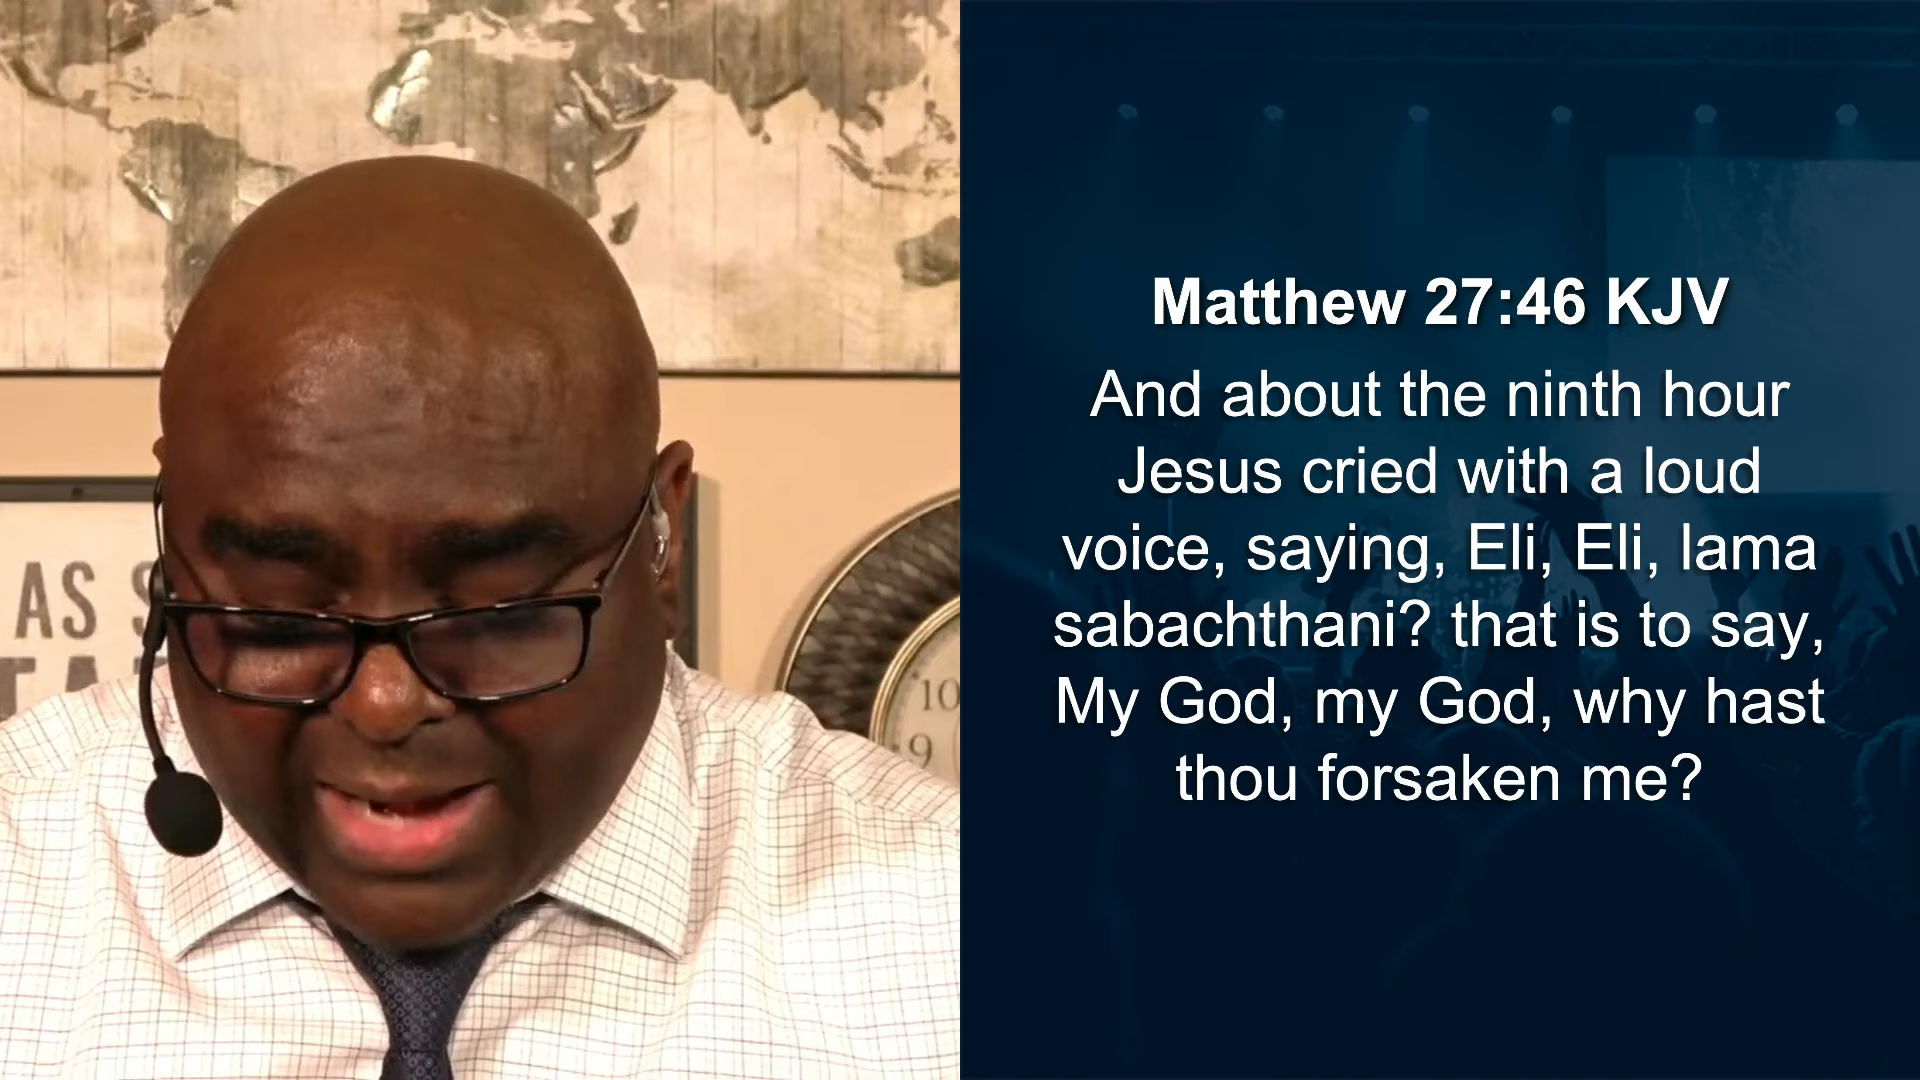 AS S
10
9
Matthew 27:46 KJV
And about the ninth hour
Jesus cried with a loud
voice, saying, Eli, Eli, lama
sabachthani? that is to say,
My God, my God, why hast
thou forsaken me?